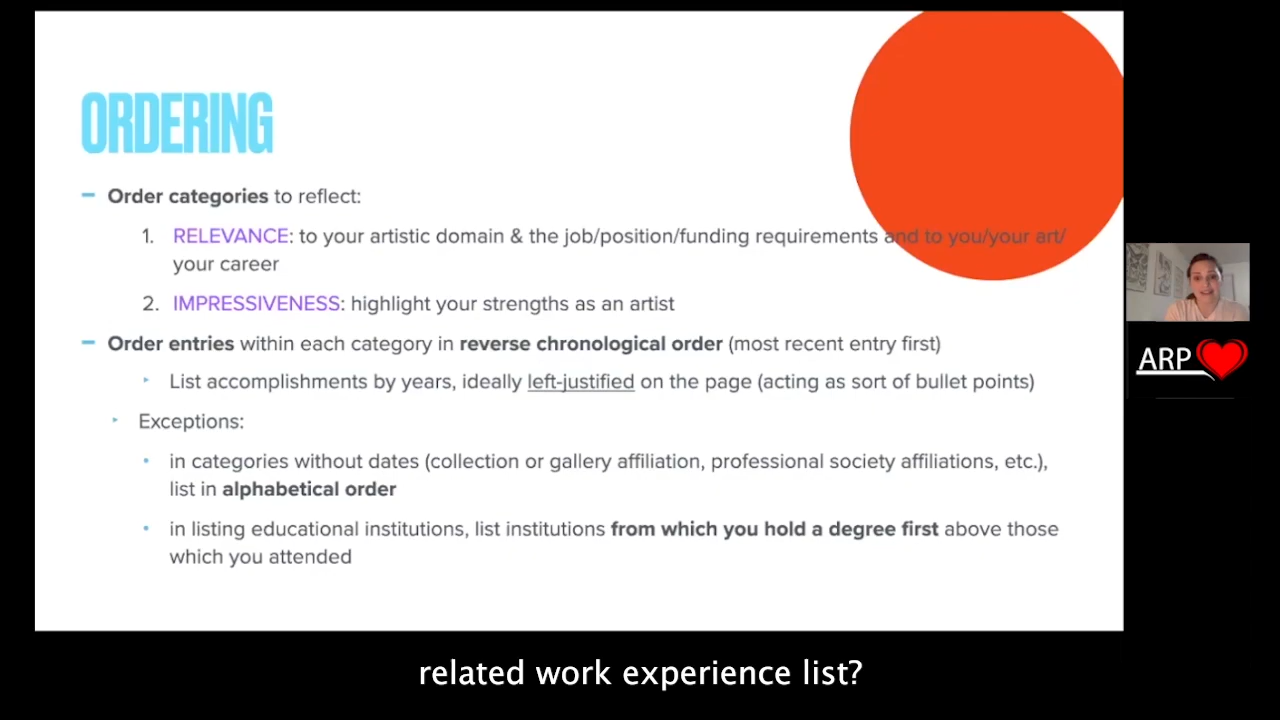 ORDERING
– Order categories to reflect:
1. RELEVANCE: to your artistic domain & the job/position/funding requirements and to you/your art/
your career
2. IMPRESSIVENESS: highlight your strengths as an artist
– Order entries within each category in reverse chronological order (most recent entry first)
‣ List accomplishments by years, ideally left-justified on the page (acting as sort of bullet points)
‣ Exceptions:
• in categories without dates (collection or gallery affiliation, professional society affiliations, etc.),
list in alphabetical order
• in listing educational institutions, list institutions from which you hold a degree first above those
which you attended
ARP
related work experience list?